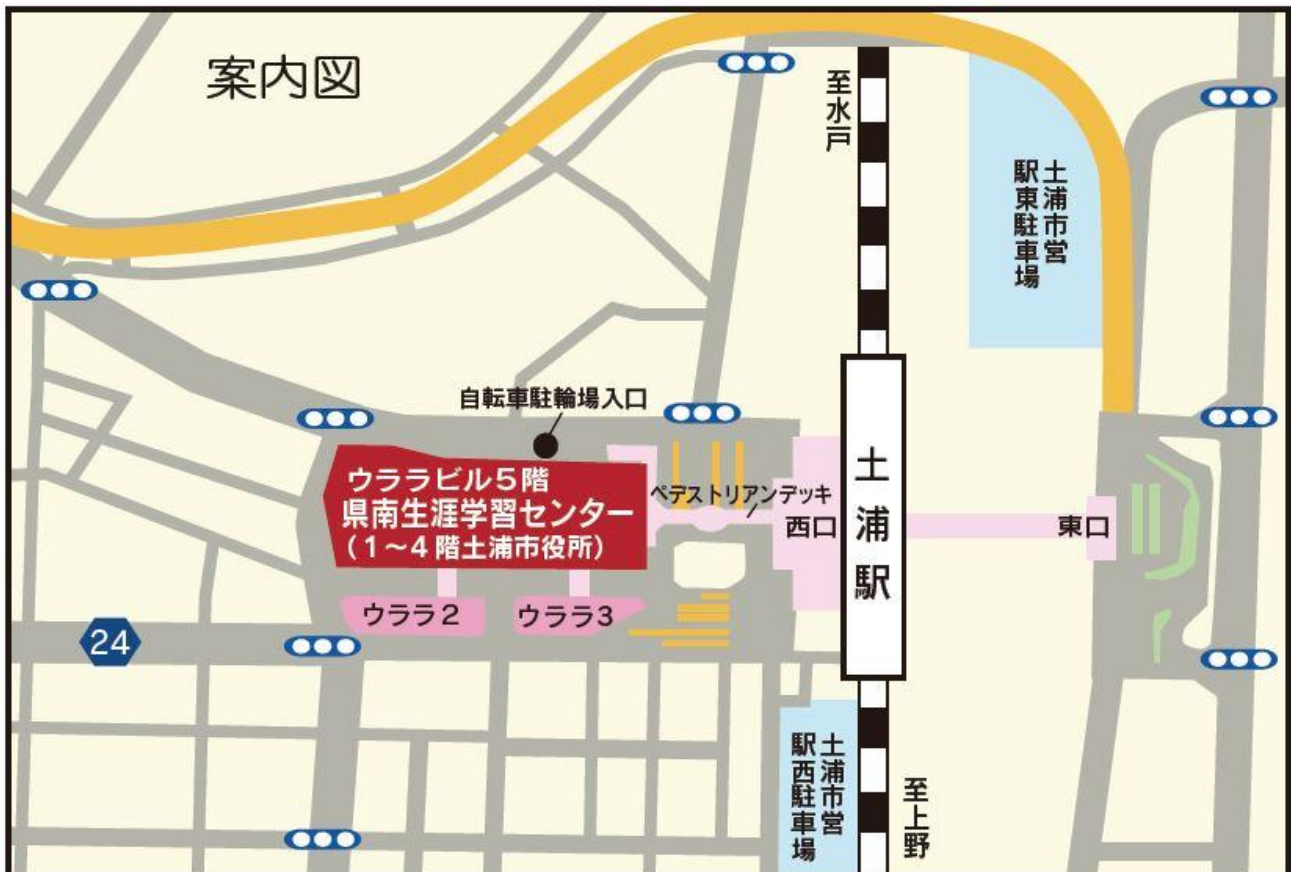 案内図
至水戸
土浦市営
駅東駐車場
自転車駐輪場入口
ウララビル5階
県南生涯学習センター
(1~4階土浦市役所)
ペデストリアンデッキ
西口
土浦駅
東口
ウララ2
ウララ3
24
土浦市営
駅西駐車場
至上野